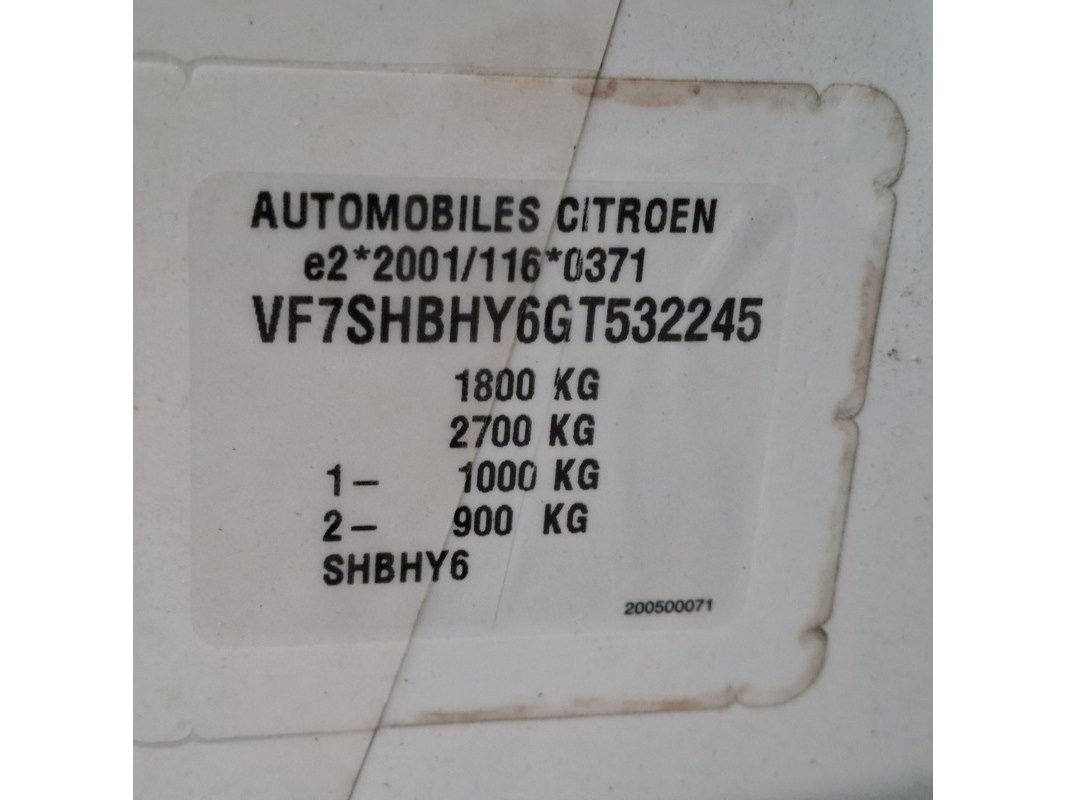 AUTOMOBILES CITROEN
e2*2001/116*0371
VF7SHBHY6GT532245
1800 KG
2700 KG
1- 1000 KG
2- 900 KG
SHBHY6
200500071